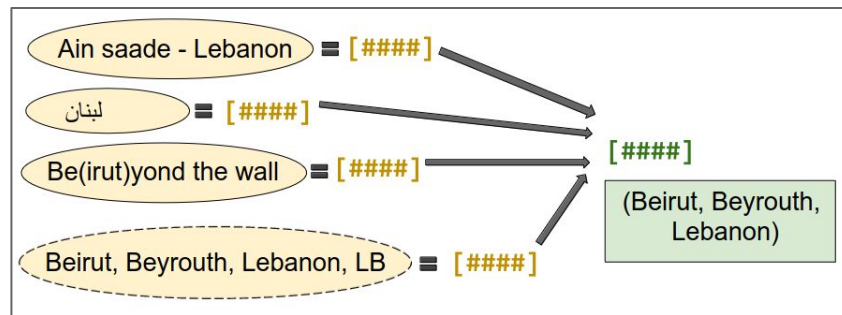 Ain saade - Lebanon = [####]
لبنان = [####]
Be(irut)yond the wall = [####]
[####]
(Beirut, Beyrouth,
Lebanon)
Beirut, Beyrouth, Lebanon, LB = [####]